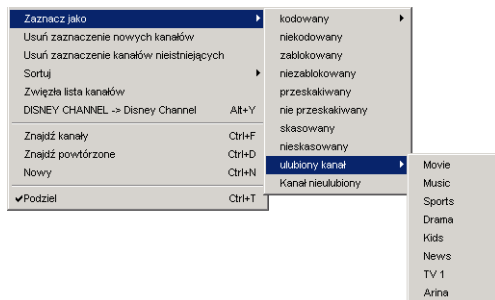 Zaznacz jako
Usuń zaznaczenie nowych kanałów
Usuń zaznaczenie kanałów nieistniejących
Sortuj
Zwięzła lista kanałów
DISNEY CHANNEL -> Disney Channel Alt+Y
Znajdź kanały Ctrl+F
Znajdź powtórzone Ctrl+D
Nowy Ctrl+N
Podziel Ctrl+T
kodowany
niekodowany
zablokowany
niezablokowany
przeskakiwany
nie przeskakiwany
skasowany
nieskasowany
ulubiony kanał
Kanał nieulubiony
Movie
Music
Sports
Drama
Kids
News
TV 1
Arina